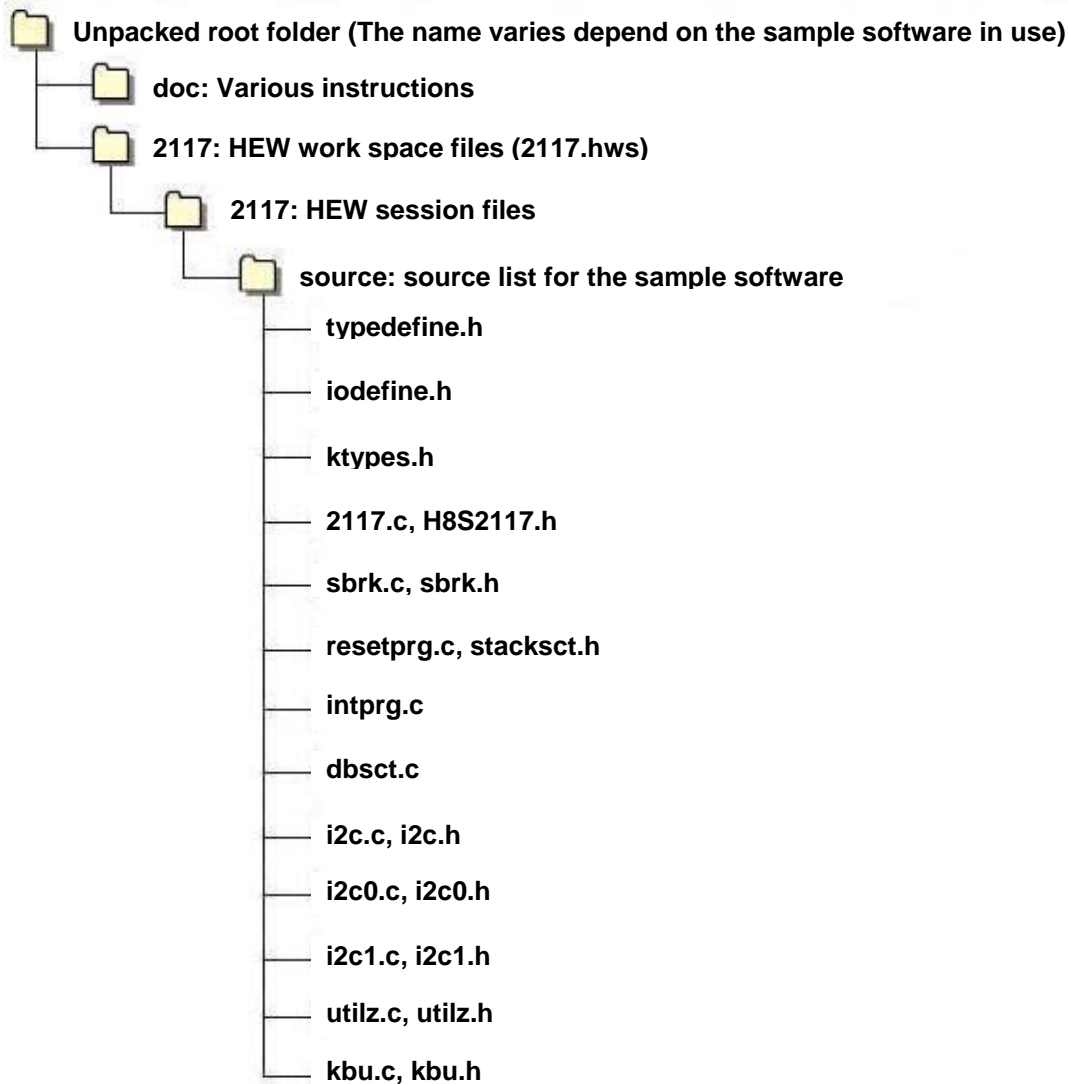 Unpacked root folder (The name varies depend on the sample software in use)
doc: Various instructions
2117: HEW work space files (2117.hws)
2117: HEW session files
source: source list for the sample software
typedefine.h
iodefine.h
ktypes.h
2117.c, H8S2117.h
sbrk.c, sbrk.h
resetprg.c, stacksct.h
intprg.c
dbsct.c
i2c.c, i2c.h
i2c0.c, i2c0.h
i2c1.c, i2c1.h
utilz.c, utilz.h
kbu.c, kbu.h